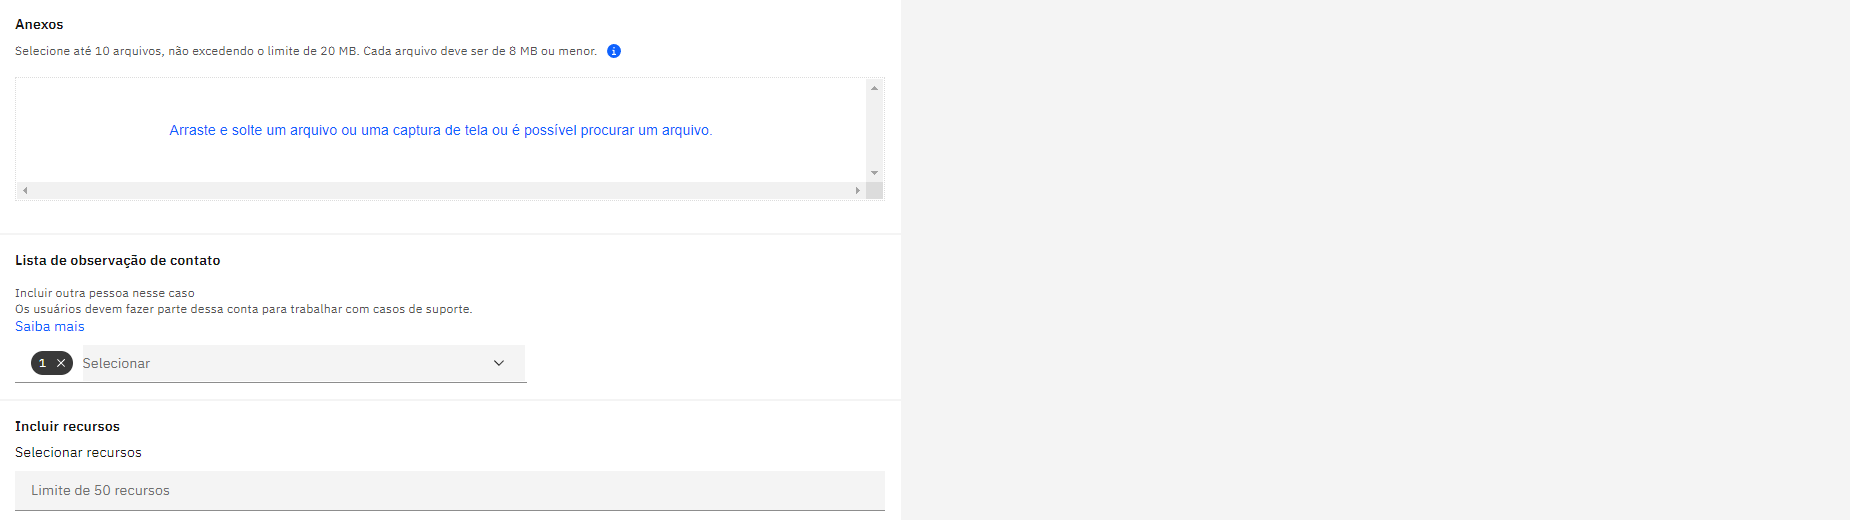 Anexos
Selecione até 10 arquivos, não excedendo o limite de 20 MB. Cada arquivo deve ser de 8 MB ou menor.
Arraste e solte um arquivo ou uma captura de tela ou é possível procurar um arquivo.
Lista de observação de contato
Incluir outra pessoa nesse caso
Os usuários devem fazer parte dessa conta para trabalhar com casos de suporte.
Saiba mais
1 Selecionar
Incluir recursos
Selecionar recursos
Limite de 50 recursos